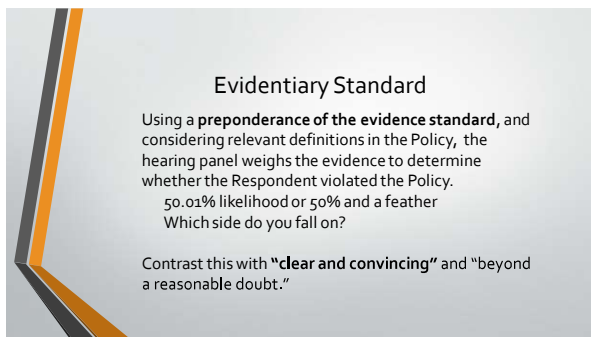 Evidentiary Standard
Using a preponderance of the evidence standard, and
considering relevant definitions in the Policy, the
hearing panel weighs the evidence to determine
whether the Respondent violated the Policy.
50.01% likelihood or 50% and a feather
Which side do you fall on?
Contrast this with "clear and convincing" and "beyond
a reasonable doubt."